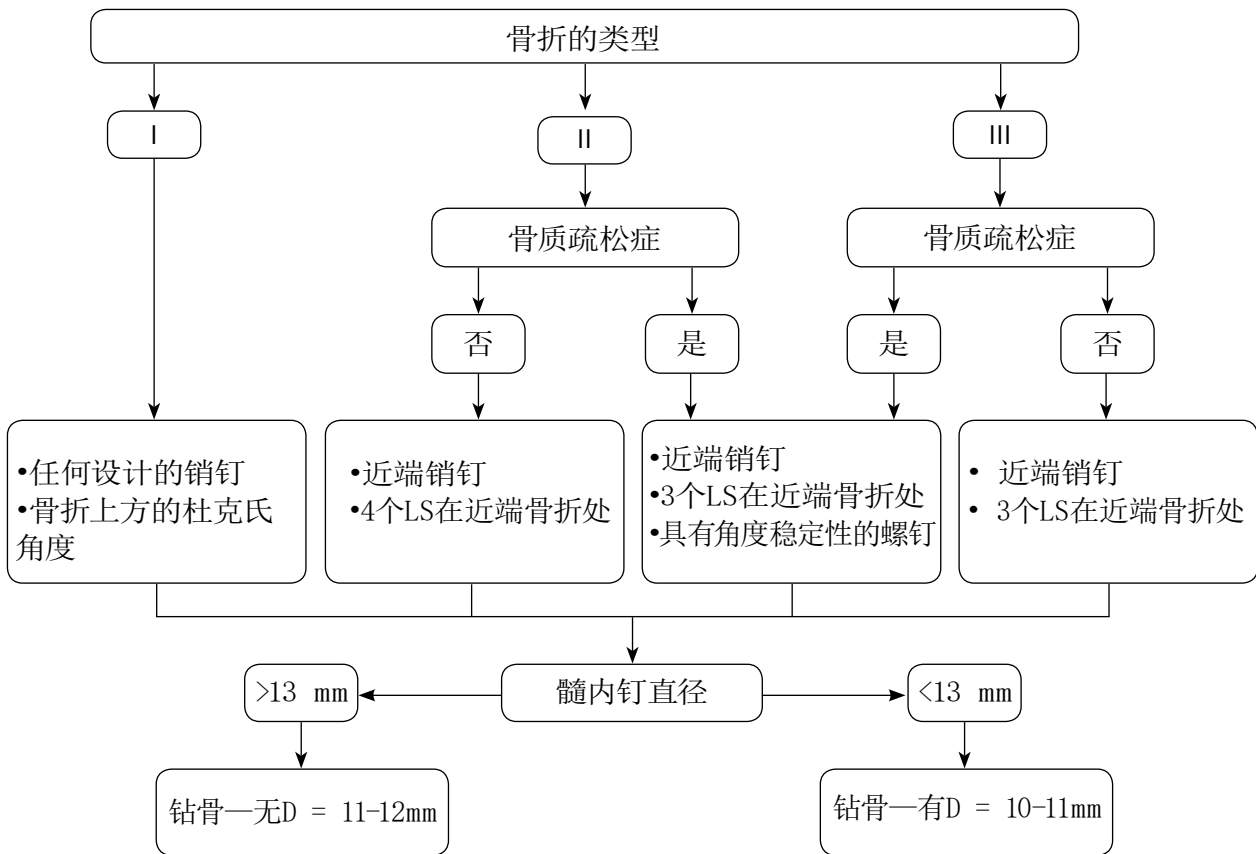 骨折的类型
I
II
III
骨质疏松症
骨质疏松症
否
是
是
否
•任何设计的销钉
•骨折上方的杜克氏
角度
•近端销钉
•4个LS在近端骨折处
•近端销钉
•3个LS在近端骨折处
•具有角度稳定性的螺钉
• 近端销钉
• 3个LS在近端骨折处
>13 mm
髓内钉直径
<13 mm
钻骨—无D = 11-12mm
钻骨—有D = 10-11mm